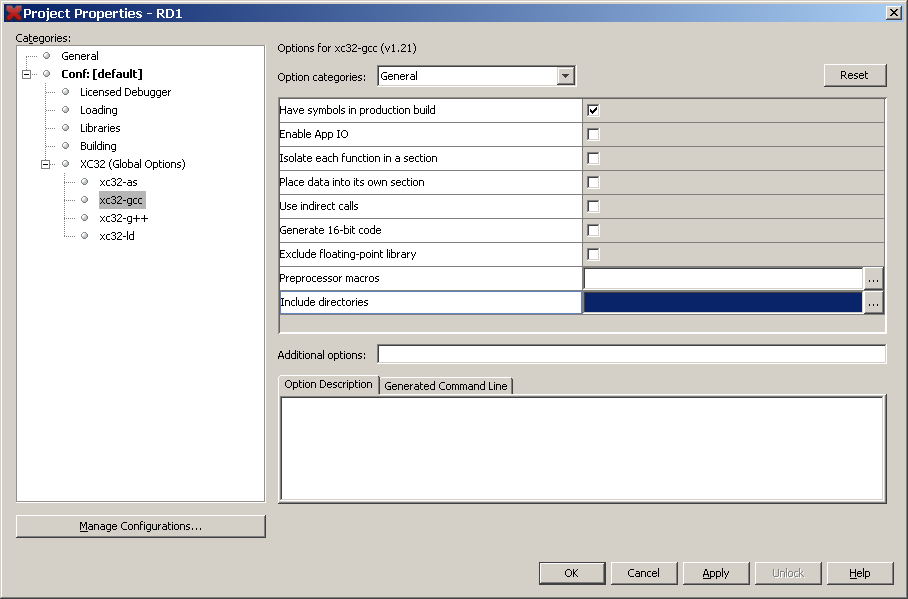 Project Properties - RD1
Categories:
General
Conf: [default]
Licensed Debugger
Loading
Libraries
Building
XC32 (Global Options)
xc32-as
xc32-gcc
xc32-g++
xc32-ld
Manage Configurations...
Options for xc32-gcc (v1.21)
Option categories: General Reset
Have symbols in production build
Enable App IO
Isolate each function in a section
Place data into its own section
Use indirect calls
Generate 16-bit code
Exclude floating-point library
Preprocessor macros ...
Include directories ...
Additional options:
Option Description Generated Command Line
OK Cancel Apply Unlock Help